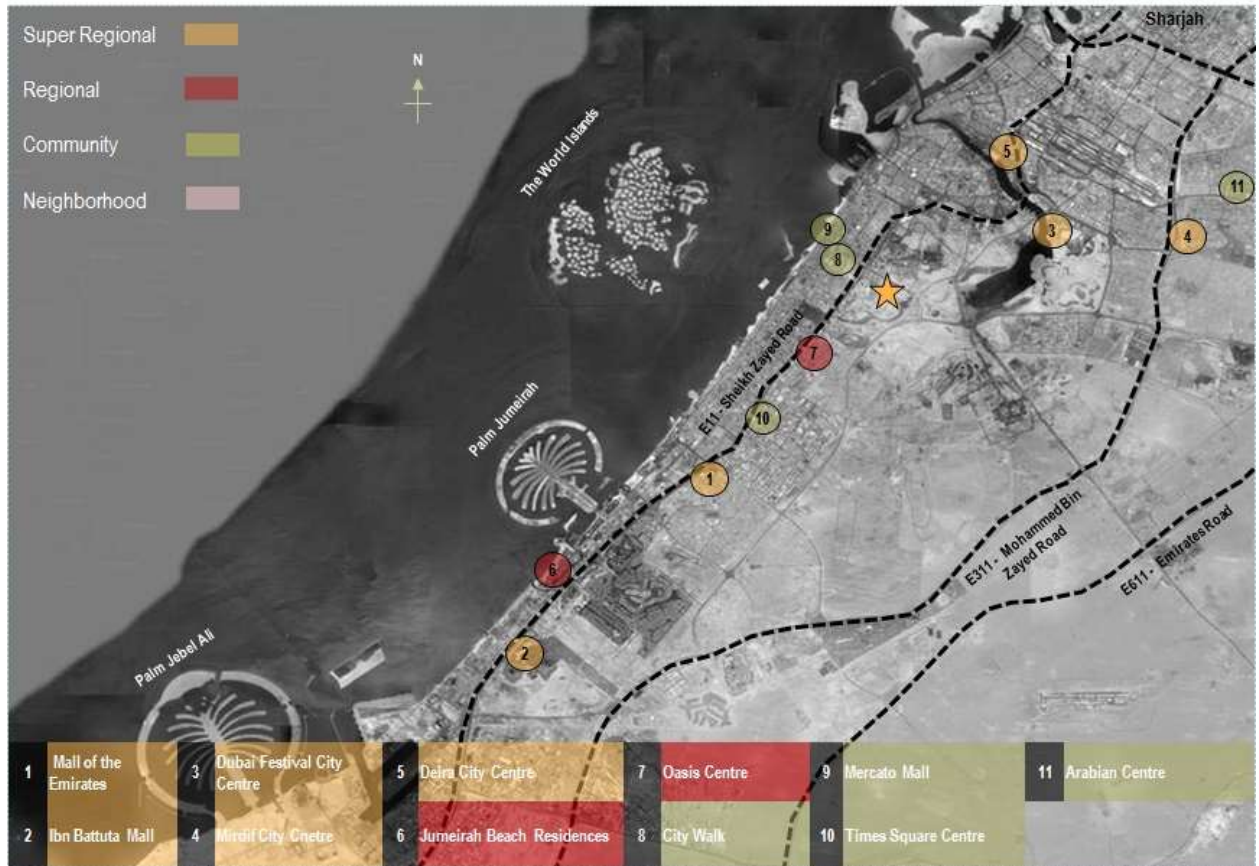 Super Regional
Regional
Community
Neighborhood
N
Sharjah
The World Islands
5
11
9
3
4
8
E11 - Sheikh Zayed Road
7
Palm Jumeirah
10
1
E311 - Mohammed Bin
Zayed Road
E611 - Emirates Road
6
2
Palm Jebel Ali
1 Mall of the
Emirates
3 Dubai Festival City
Centre
5 Deira City Centre
7 Oasis Centre
9 Mercato Mall
11 Arabian Centre
2 Ibn Battuta Mall
4 Mirdif City Cnetre
6 Jumeirah Beach Residences
8 City Walk
10 Times Square Centre